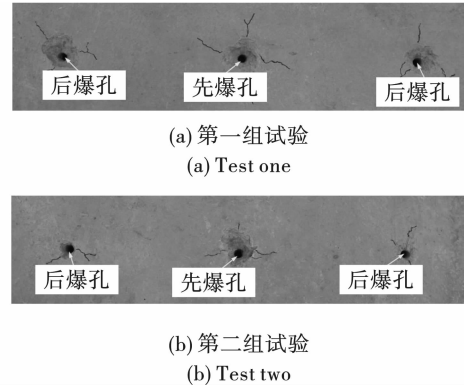 后爆孔 先爆孔 后爆孔
(a) 第一组试验
(a) Test one
后爆孔 先爆孔 后爆孔
(b) 第二组试验
(b) Test two